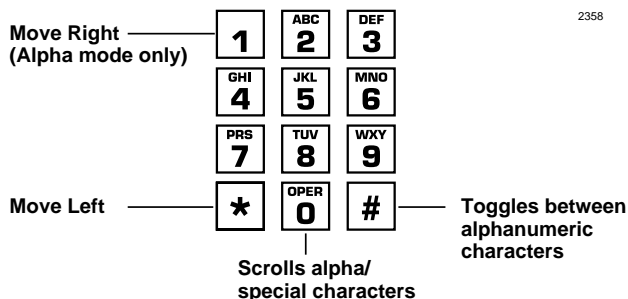 2358
Move Right
(Alpha mode only)
1
ABC
2
DEF
3
GHI
4
JKL
5
MNO
6
PRS
7
TUV
8
WXY
9
Move Left
*
OPER
0
#
Toggles between
alphanumeric
characters
Scrolls alpha/
special characters